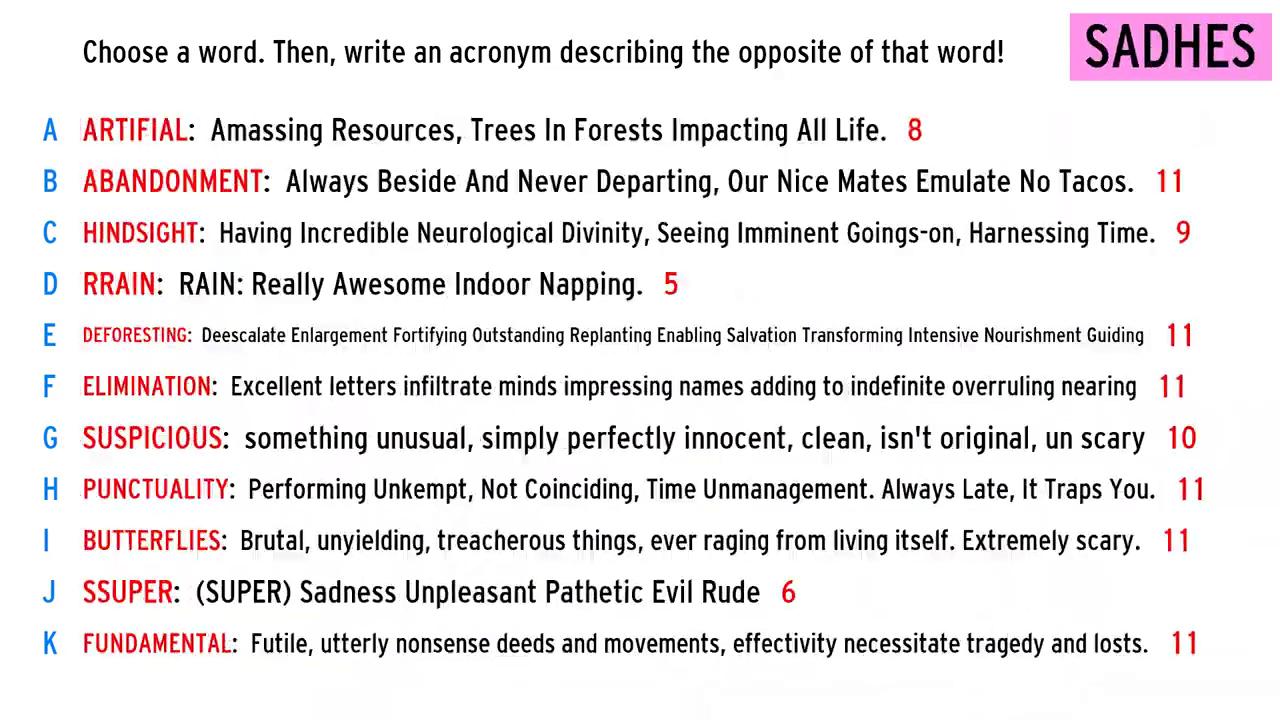 Choose a word. Then, write an acronym describing the opposite of that word!
SADHES
A ARTIFIAL: Amassing Resources, Trees In Forests Impacting All Life. 8
B ABANDONMENT: Always Beside And Never Departing, Our Nice Mates Emulate No Tacos. 11
C HINDSIGHT: Having Incredible Neurological Divinity, Seeing Imminent Goings-on, Harnessing Time. 9
D RRAIN: RAIN: Really Awesome Indoor Napping. 5
E DEFORESTING: Deescalate Enlargement Fortifying Outstanding Replanting Enabling Salvation Transforming Intensive Nourishment Guiding 11
F ELIMINATION: Excellent letters infiltrate minds impressing names adding to indefinite overruling nearing 11
G SUSPICIOUS: something unusual, simply perfectly innocent, clean, isn't original, un scary 10
H PUNCTUALITY: Performing Unkempt, Not Coinciding, Time Unmanagement. Always Late, It Traps You. 11
I BUTTERFLIES: Brutal, unyielding, treacherous things, ever raging from living itself. Extremely scary. 11
J SSUPER: (SUPER) Sadness Unpleasant Pathetic Evil Rude 6
K FUNDAMENTAL: Futile, utterly nonsense deeds and movements, effectivity necessitate tragedy and losts. 11